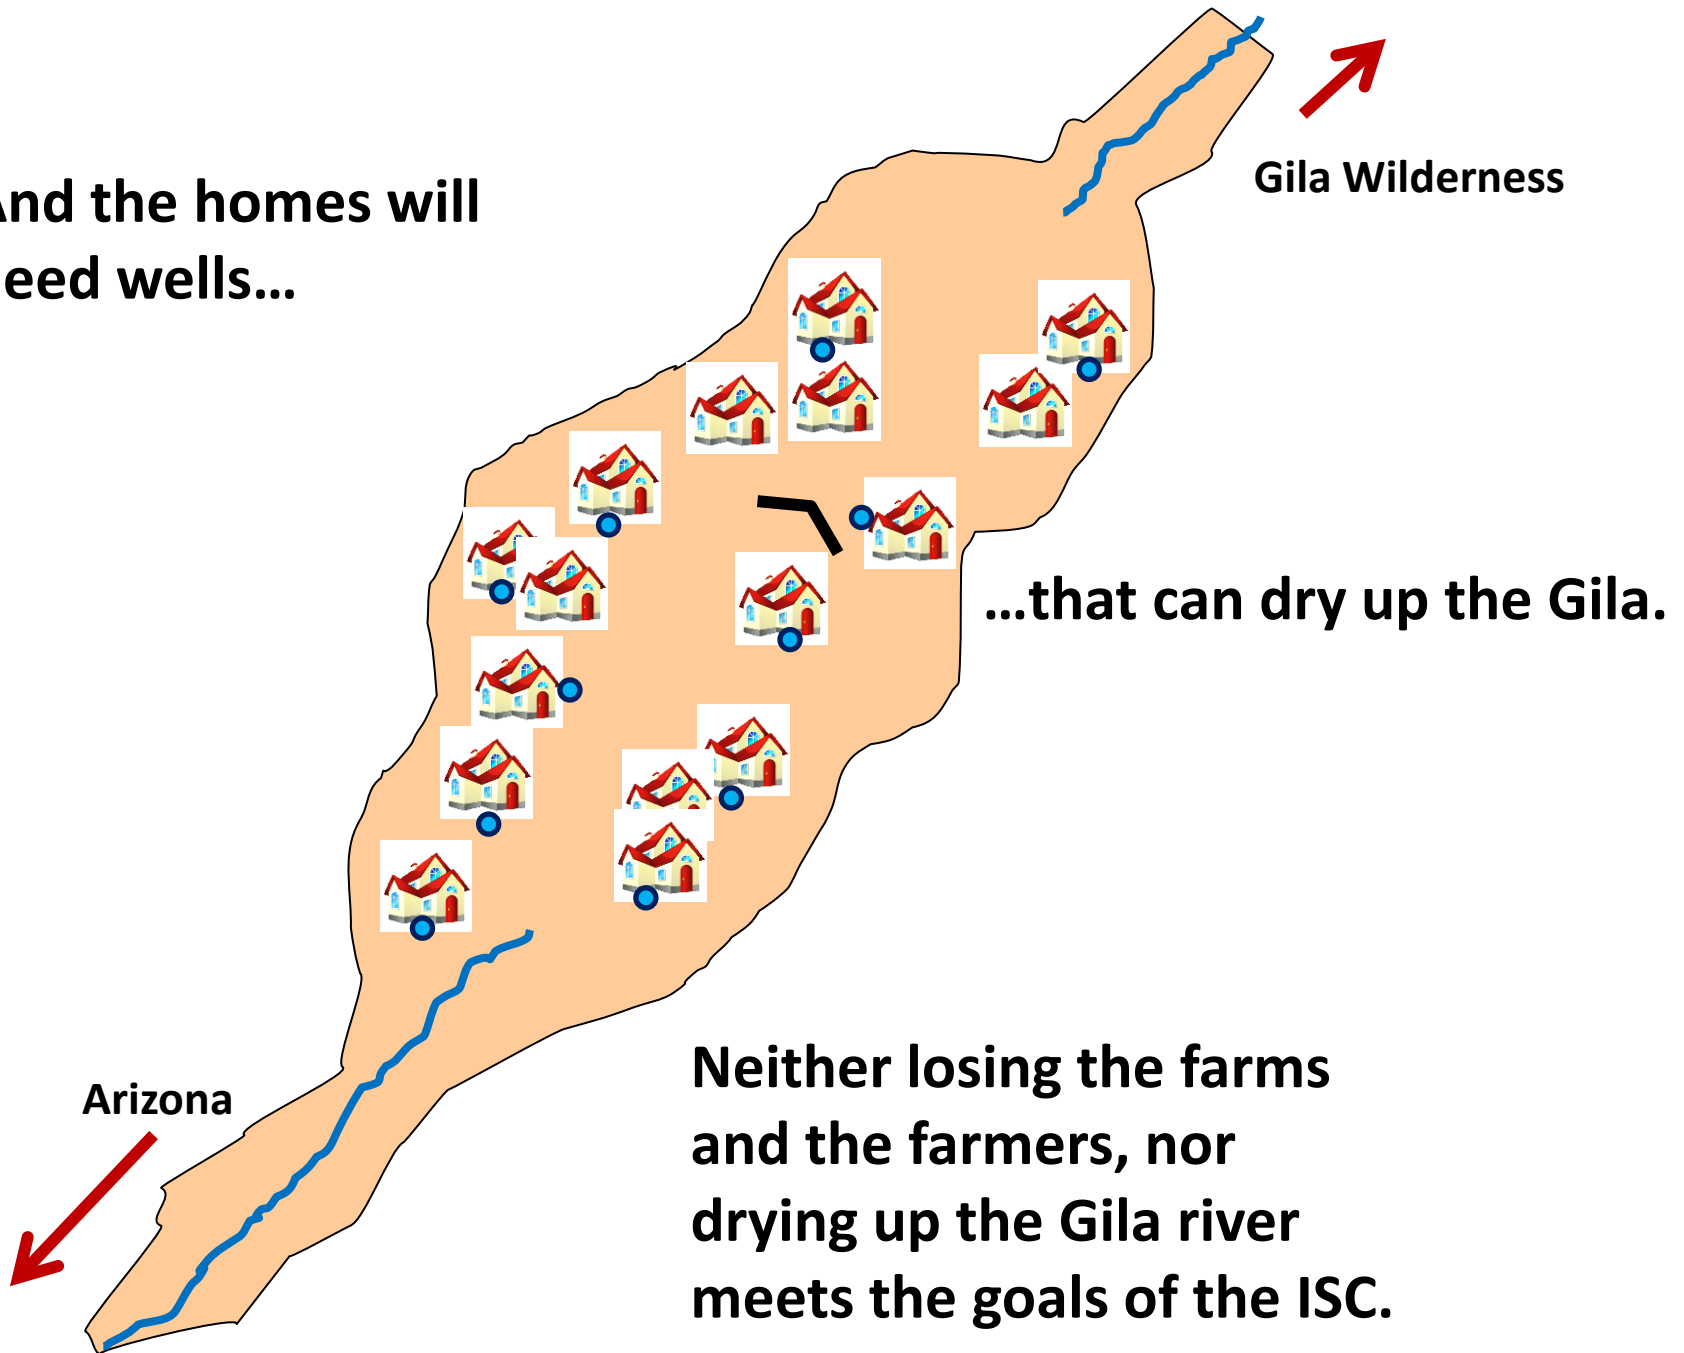 And the homes will
eed wells…
Gila Wilderness
…that can dry up the Gila.
Arizona
Neither losing the farms
and the farmers, nor
drying up the Gila river
meets the goals of the ISC.